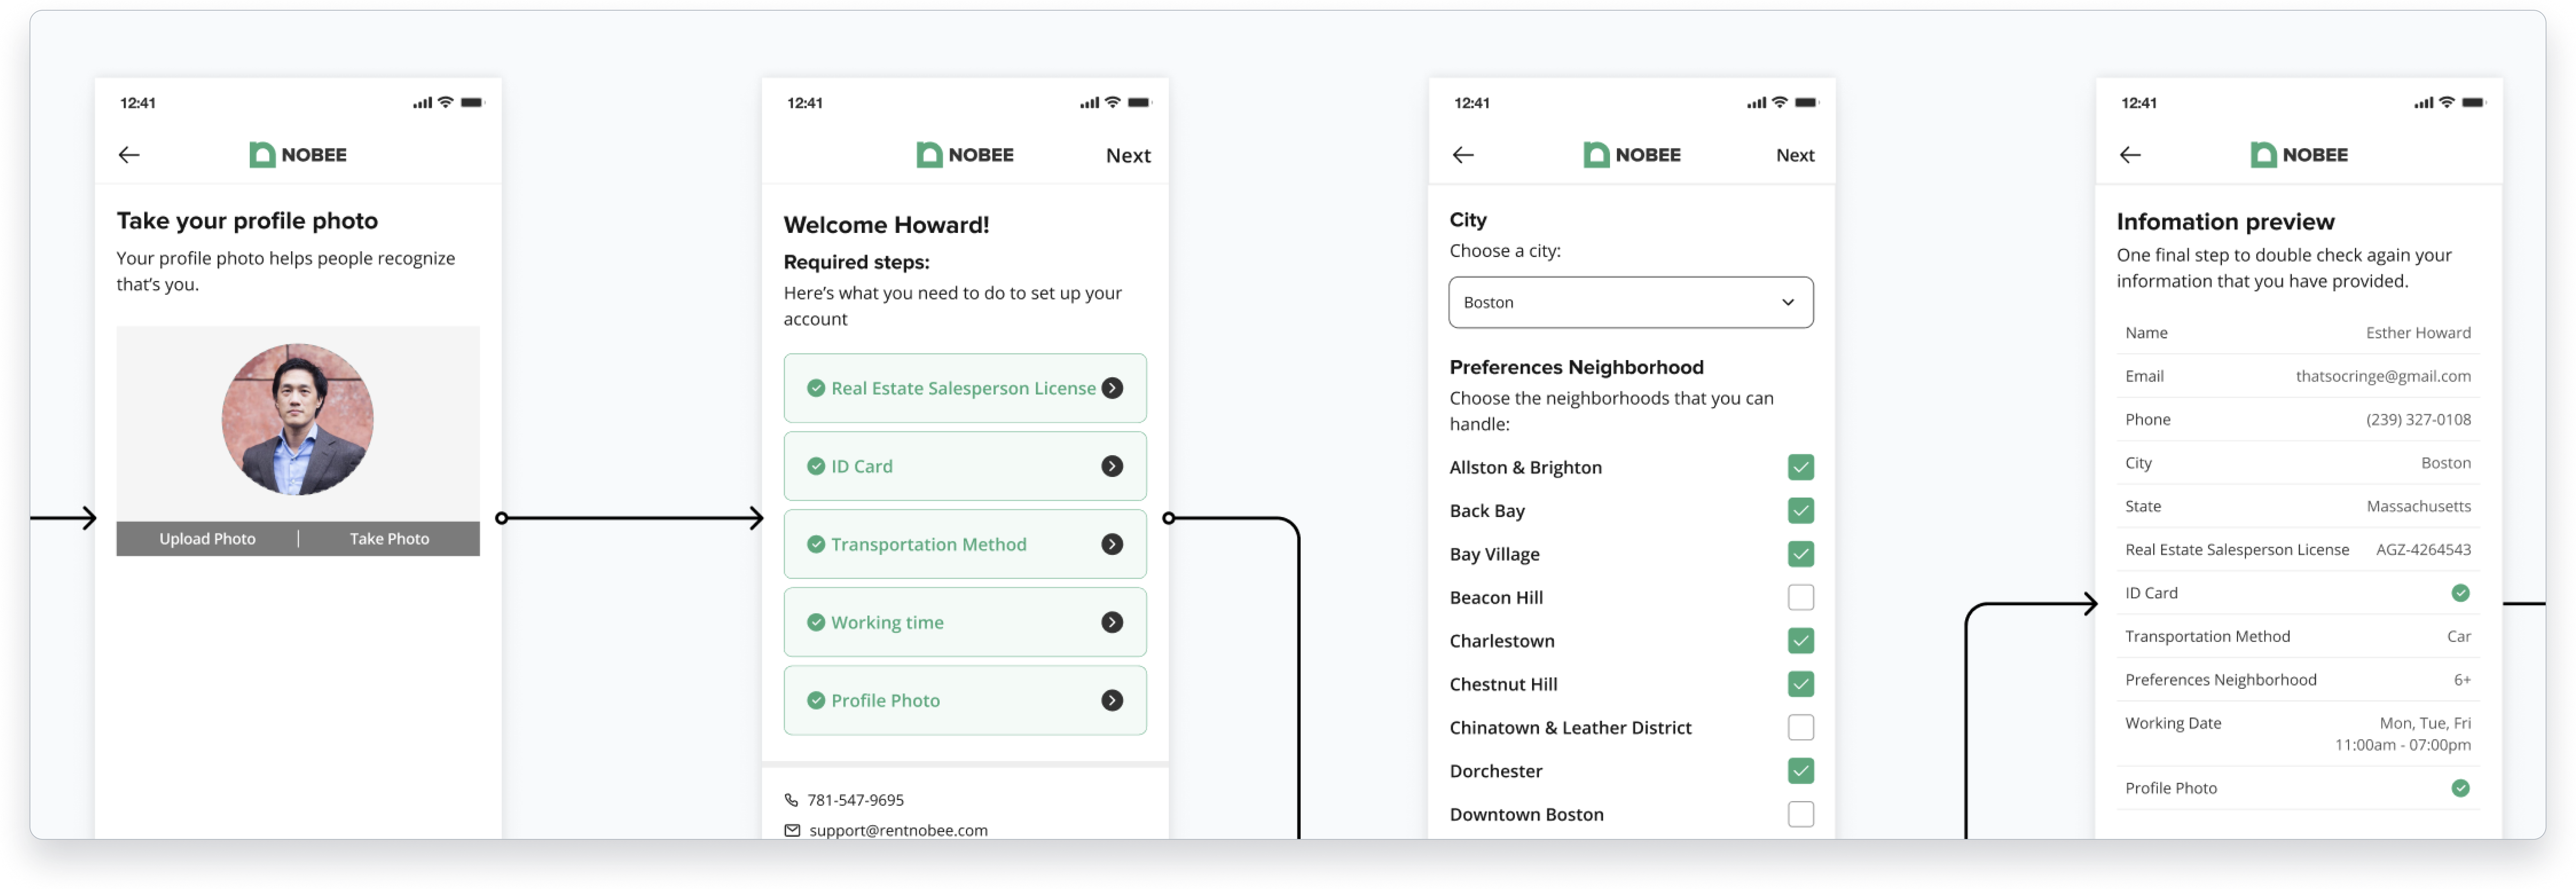 12:41
NOBEE
Take your profile photo
Your profile photo helps people recognize
that's you.
Upload Photo | Take Photo
12:41
NOBEE Next
Welcome Howard!
Required steps:
Here's what you need to do to set up your
account
Real Estate Salesperson License
ID Card
Transportation Method
Working time
Profile Photo
781-547-9695
support@rentnobee.com
12:41
NOBEE Next
City
Choose a city:
Boston
Preferences Neighborhood
Choose the neighborhoods that you can
handle:
Allston & Brighton
Back Bay
Bay Village
Beacon Hill
Charlestown
Chestnut Hill
Chinatown & Leather District
Dorchester
Downtown Boston
12:41
NOBEE
Infomation preview
One final step to double check again your
information that you have provided.
Name Esther Howard
Email thatsocringe@gmail.com
Phone (239) 327-0108
City Boston
State Massachusetts
Real Estate Salesperson License AGZ-4264543
ID Card
Transportation Method Car
Preferences Neighborhood 6+
Working Date Mon, Tue, Fri
11:00am - 07:00pm
Profile Photo